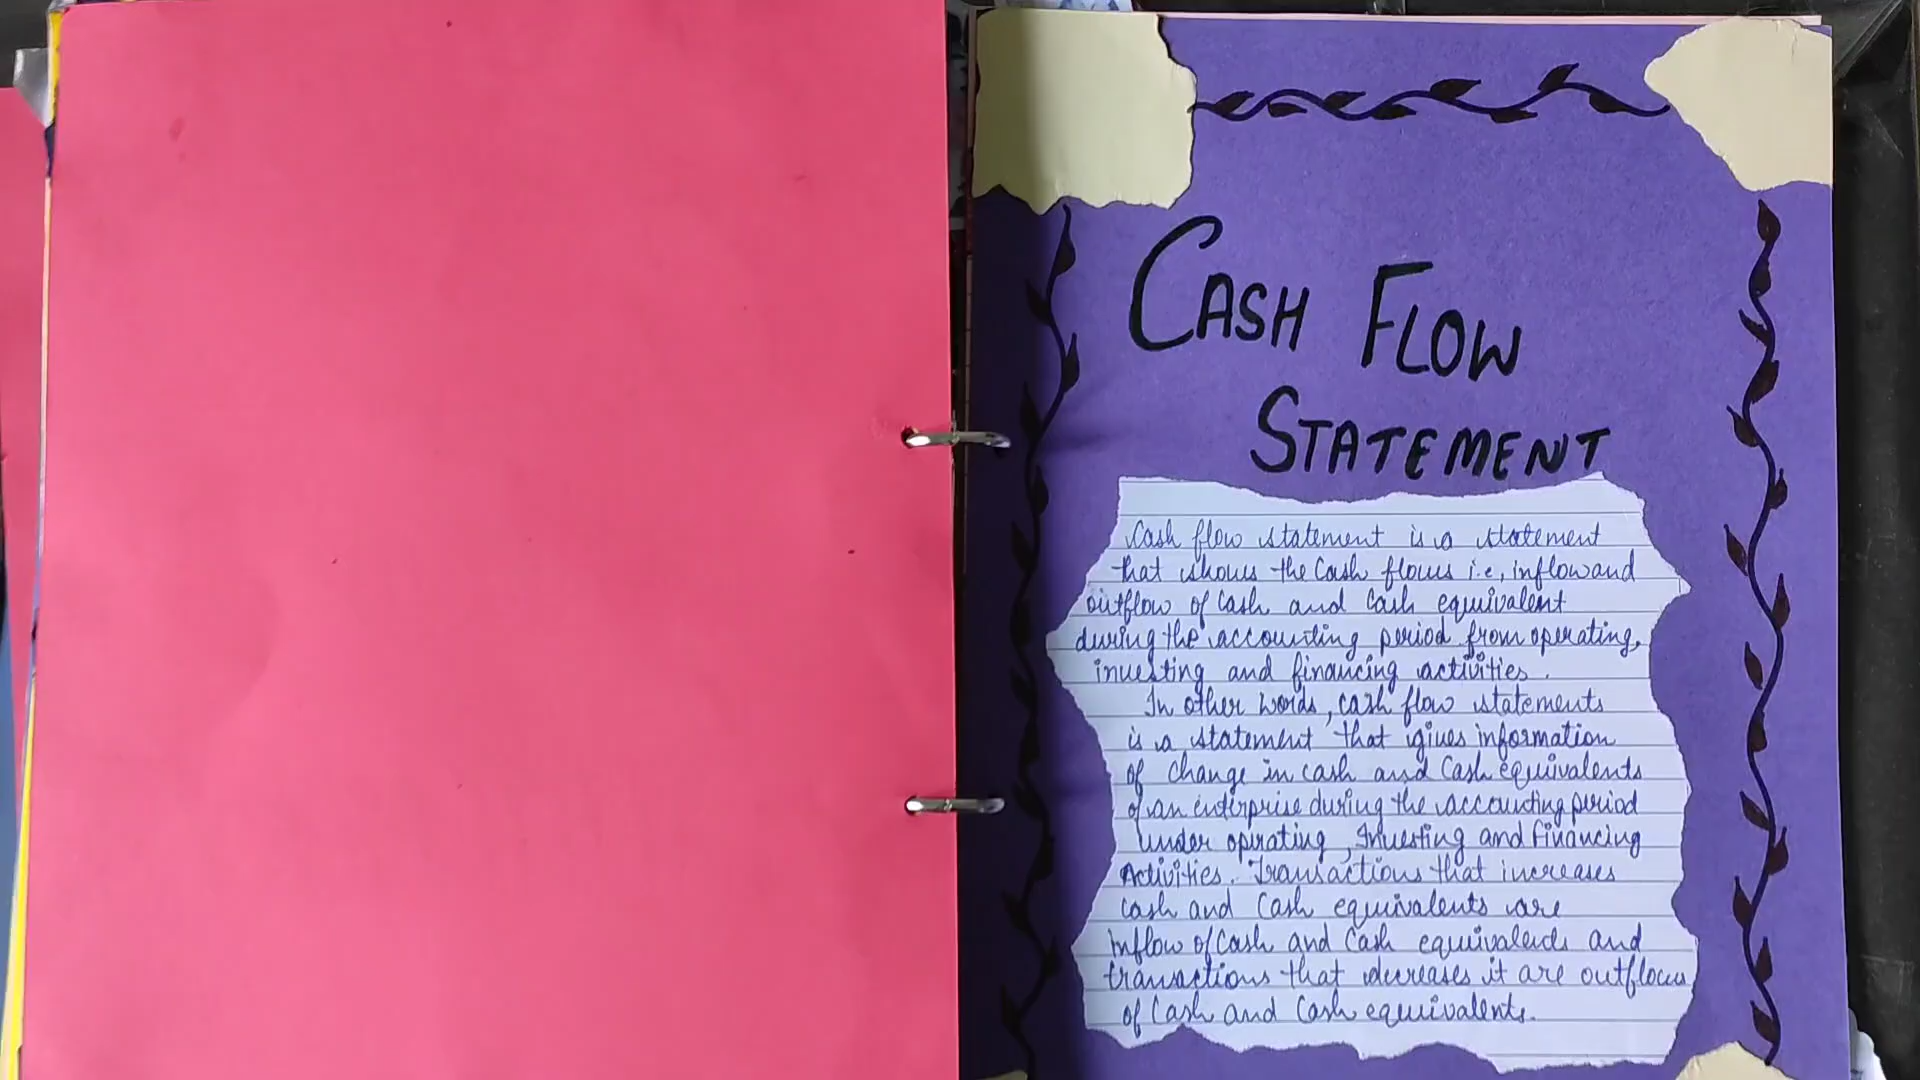 CASH FLOW
STATEMENT
Cash flow statement is a statement
that shows the Cash flows i.e, inflow and
outflow of Cash and Cash equivalent
during the accounting period from operating,
investing and financing activities.
In other words, cash flow statements
is a statement that gives information
of change in cash and Cash equivalents
of an enterprise during the accounting period
under operating, Investing and financing
Activities. Transactions that increases
cash and Cash equivalents are
inflow of Cash and Cash equivalents and
transactions that decreases it are outflows
of Cash and Cash equivalents.